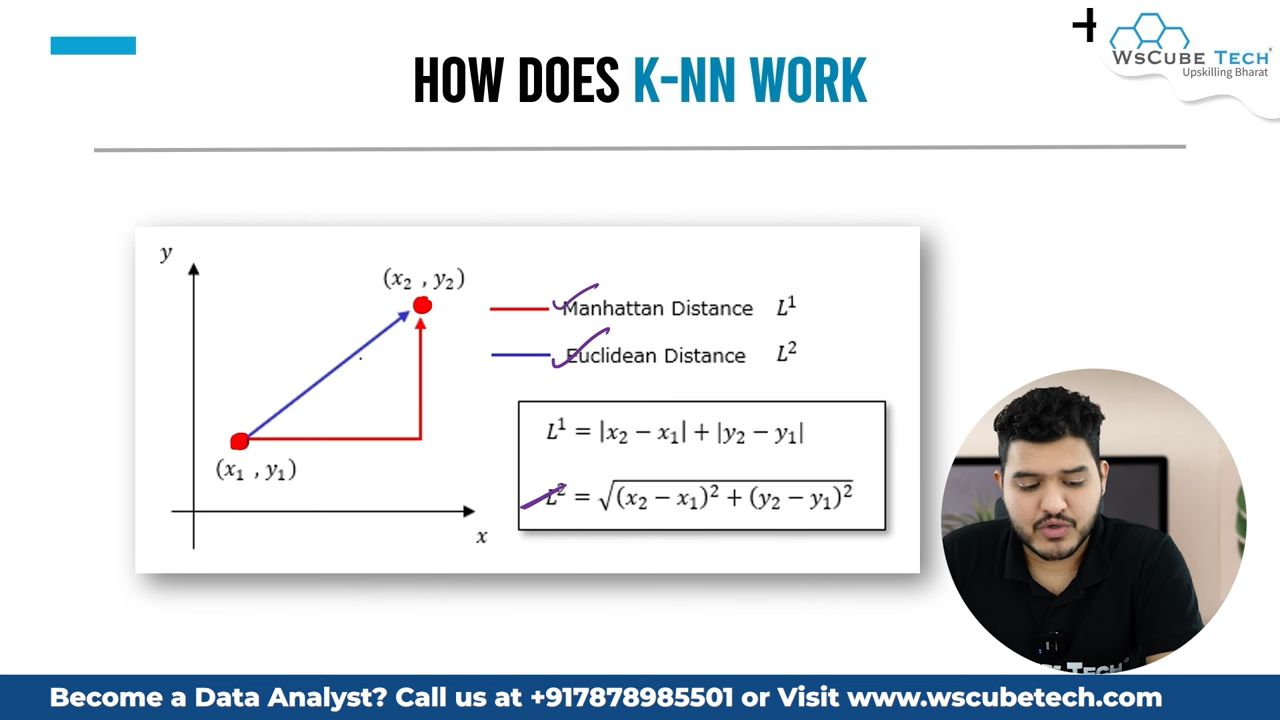 WsCube Tech
Upskilling Bharat
HOW DOES K-NN WORK
y
(x₂ , y₂)
Manhattan Distance L¹
Euclidean Distance L²
L¹ = |x₂ − x₁| + |y₂ − y₁|
(x₁ , y₁)
L² = √(x₂ − x₁)² + (y₂ − y₁)²
x
Tech
Become a Data Analyst? Call us at +917878985501 or Visit www.wscubetech.com